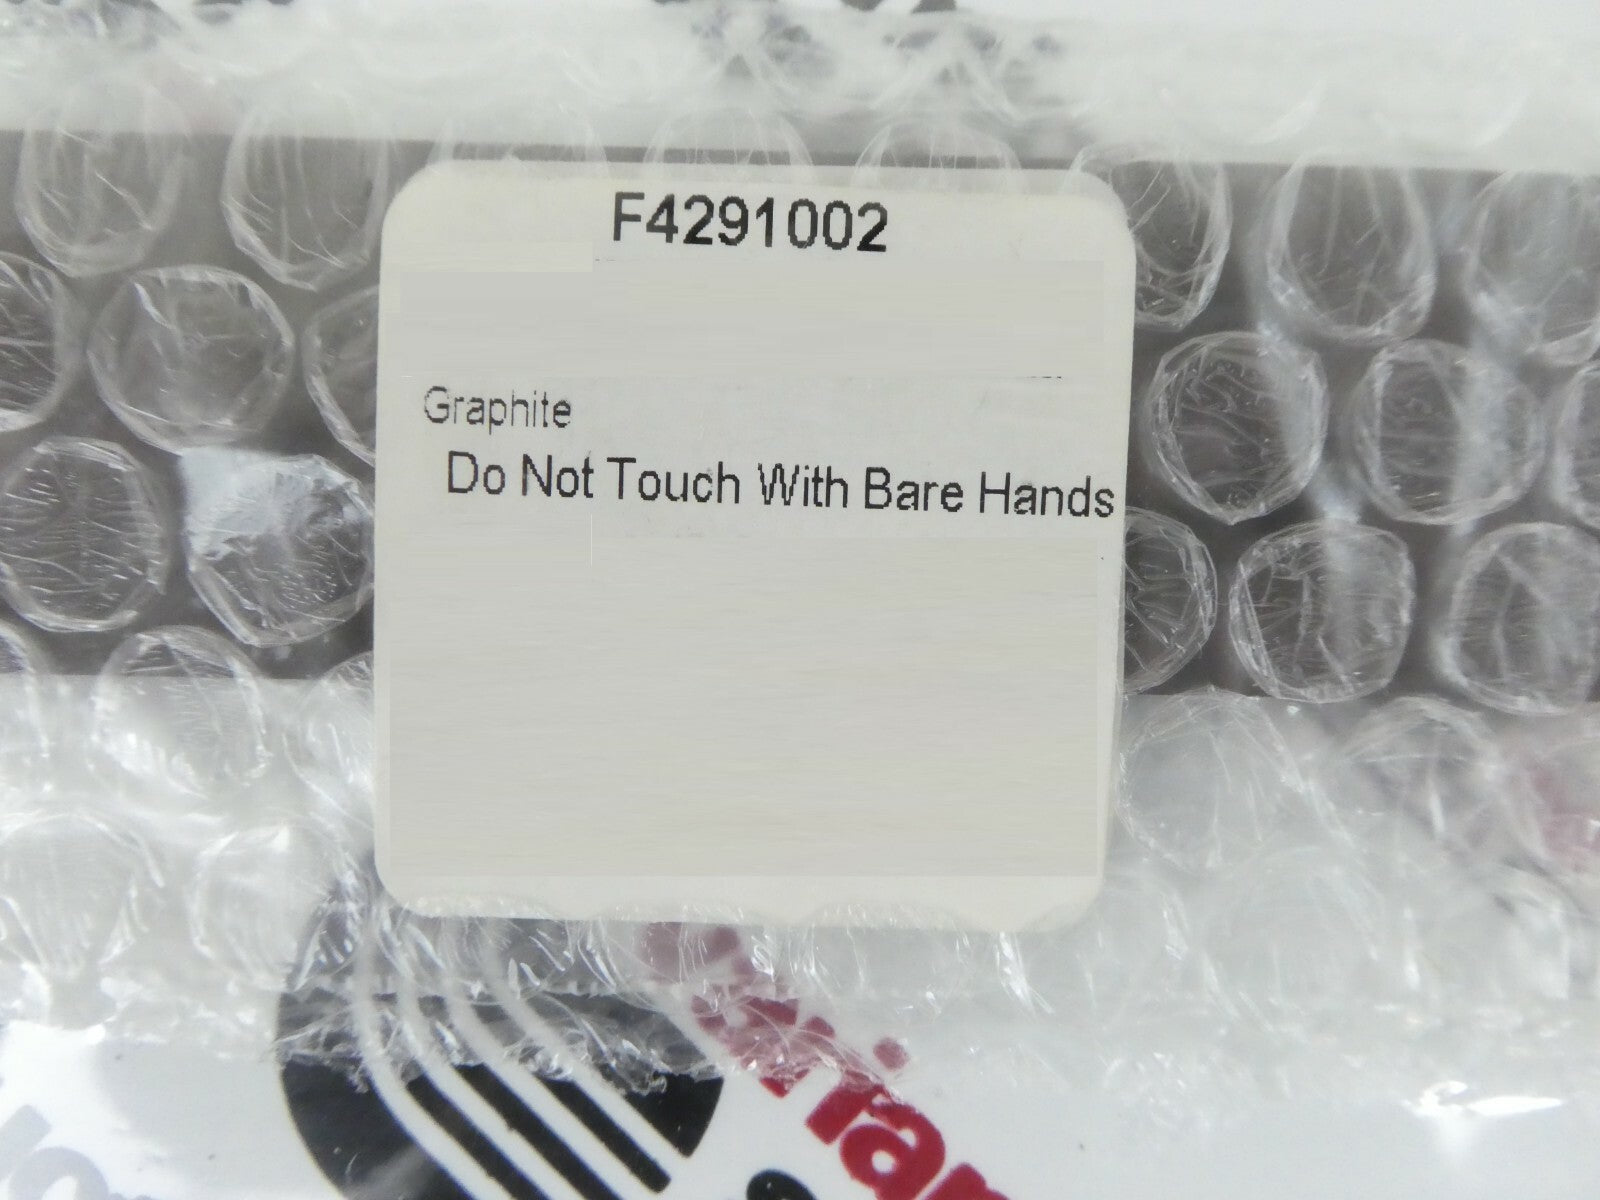 F4291002
Graphite
Do Not Touch With Bare Hands